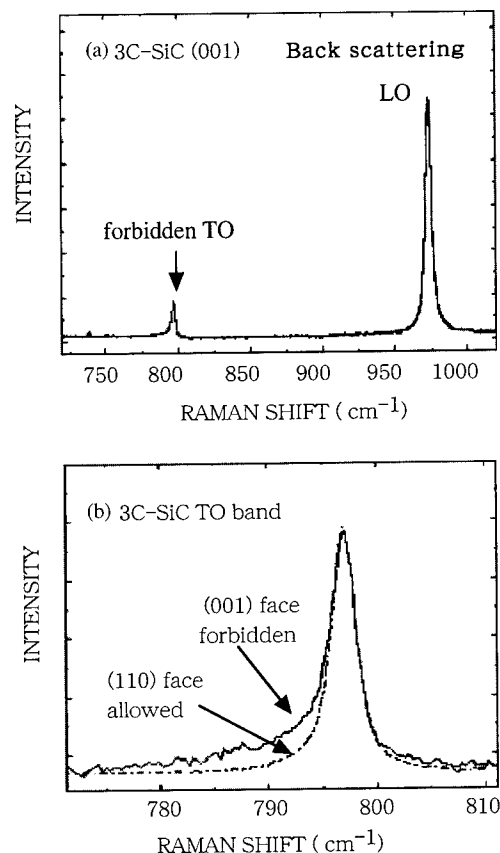 (a) 3C-SiC (001)
Back scattering
LO
forbidden TO
INTENSITY
750 800 850 900 950 1000
RAMAN SHIFT ( cm⁻¹)
(b) 3C-SiC TO band
(001) face
forbidden
(110) face
allowed
INTENSITY
780 790 800 810
RAMAN SHIFT ( cm⁻¹)